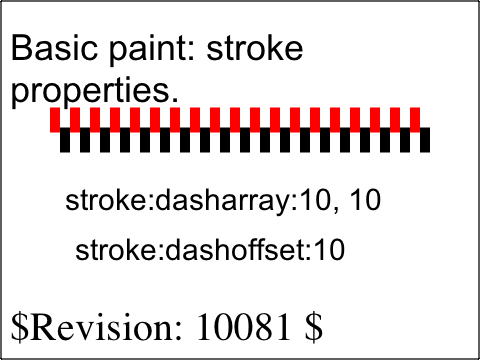 Basic paint: stroke
properties.
stroke:dasharray:10, 10
stroke:dashoffset:10
$Revision: 10081 $